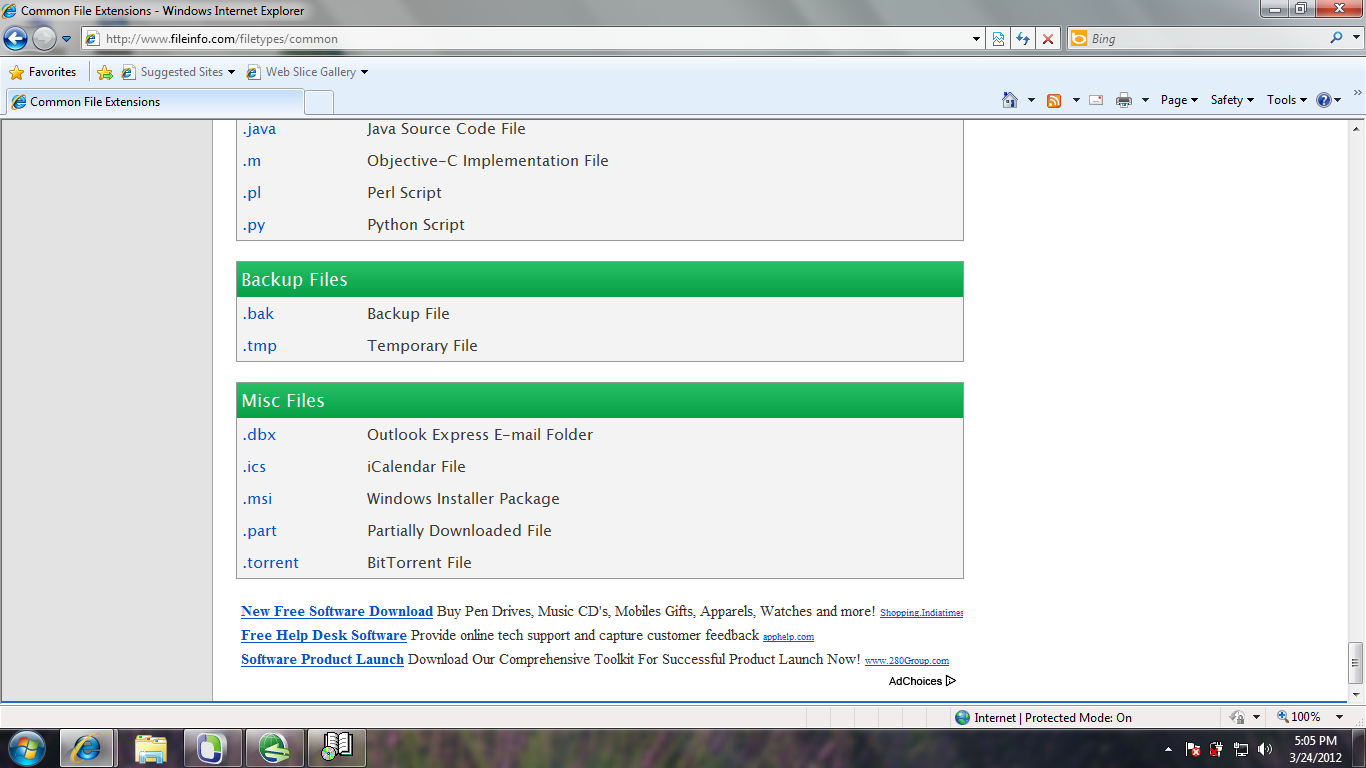 Common File Extensions - Windows Internet Explorer
http://www.fileinfo.com/filetypes/common
Bing
Favorites Suggested Sites Web Slice Gallery
Common File Extensions
Page Safety Tools
.java Java Source Code File
.m Objective-C Implementation File
.pl Perl Script
.py Python Script
Backup Files
.bak Backup File
.tmp Temporary File
Misc Files
.dbx Outlook Express E-mail Folder
.ics iCalendar File
.msi Windows Installer Package
.part Partially Downloaded File
.torrent BitTorrent File
New Free Software Download Buy Pen Drives, Music CD's, Mobiles Gifts, Apparels, Watches and more! Shopping.Indiatimes
Free Help Desk Software Provide online tech support and capture customer feedback apphelp.com
Software Product Launch Download Our Comprehensive Toolkit For Successful Product Launch Now! www.280Group.com
AdChoices
Internet | Protected Mode: On
100%
5:05 PM
3/24/2012